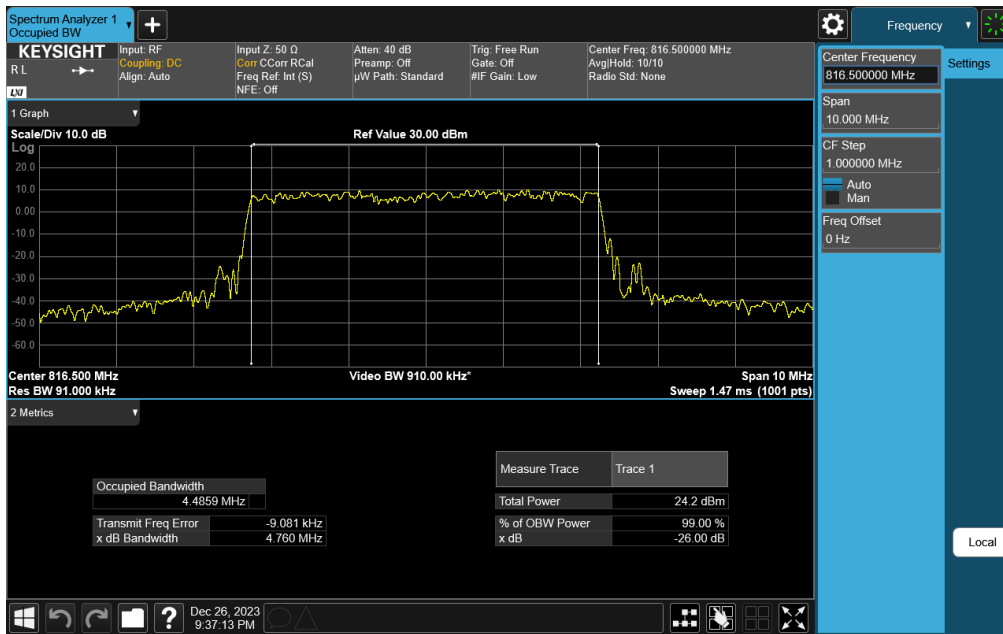 Spectrum Analyzer 1
Occupied BW
Frequency
KEYSIGHT
R L
LXI
Input: RF
Coupling: DC
Align: Auto
Input Z: 50 Ω
Corr CCorr RCal
Freq Ref: Int (S)
NFE: Off
Atten: 40 dB
Preamp: Off
µW Path: Standard
Trig: Free Run
Gate: Off
#IF Gain: Low
Center Freq: 816.500000 MHz
Avg|Hold: 10/10
Radio Std: None
Center Frequency
816.500000 MHz
Settings
Span
10.000 MHz
CF Step
1.000000 MHz
Auto
Man
Freq Offset
0 Hz
Local
1 Graph
Scale/Div 10.0 dB
Ref Value 30.00 dBm
Log
20.0
10.0
0.00
-10.0
-20.0
-30.0
-40.0
-50.0
-60.0
Center 816.500 MHz
Video BW 910.00 kHz*
Span 10 MHz
Res BW 91.000 kHz
Sweep 1.47 ms (1001 pts)
2 Metrics
Measure Trace
Trace 1
Occupied Bandwidth
4.4859 MHz
Total Power
24.2 dBm
Transmit Freq Error
-9.081 kHz
% of OBW Power
99.00 %
x dB Bandwidth
4.760 MHz
x dB
-26.00 dB
?
Dec 26, 2023
9:37:13 PM